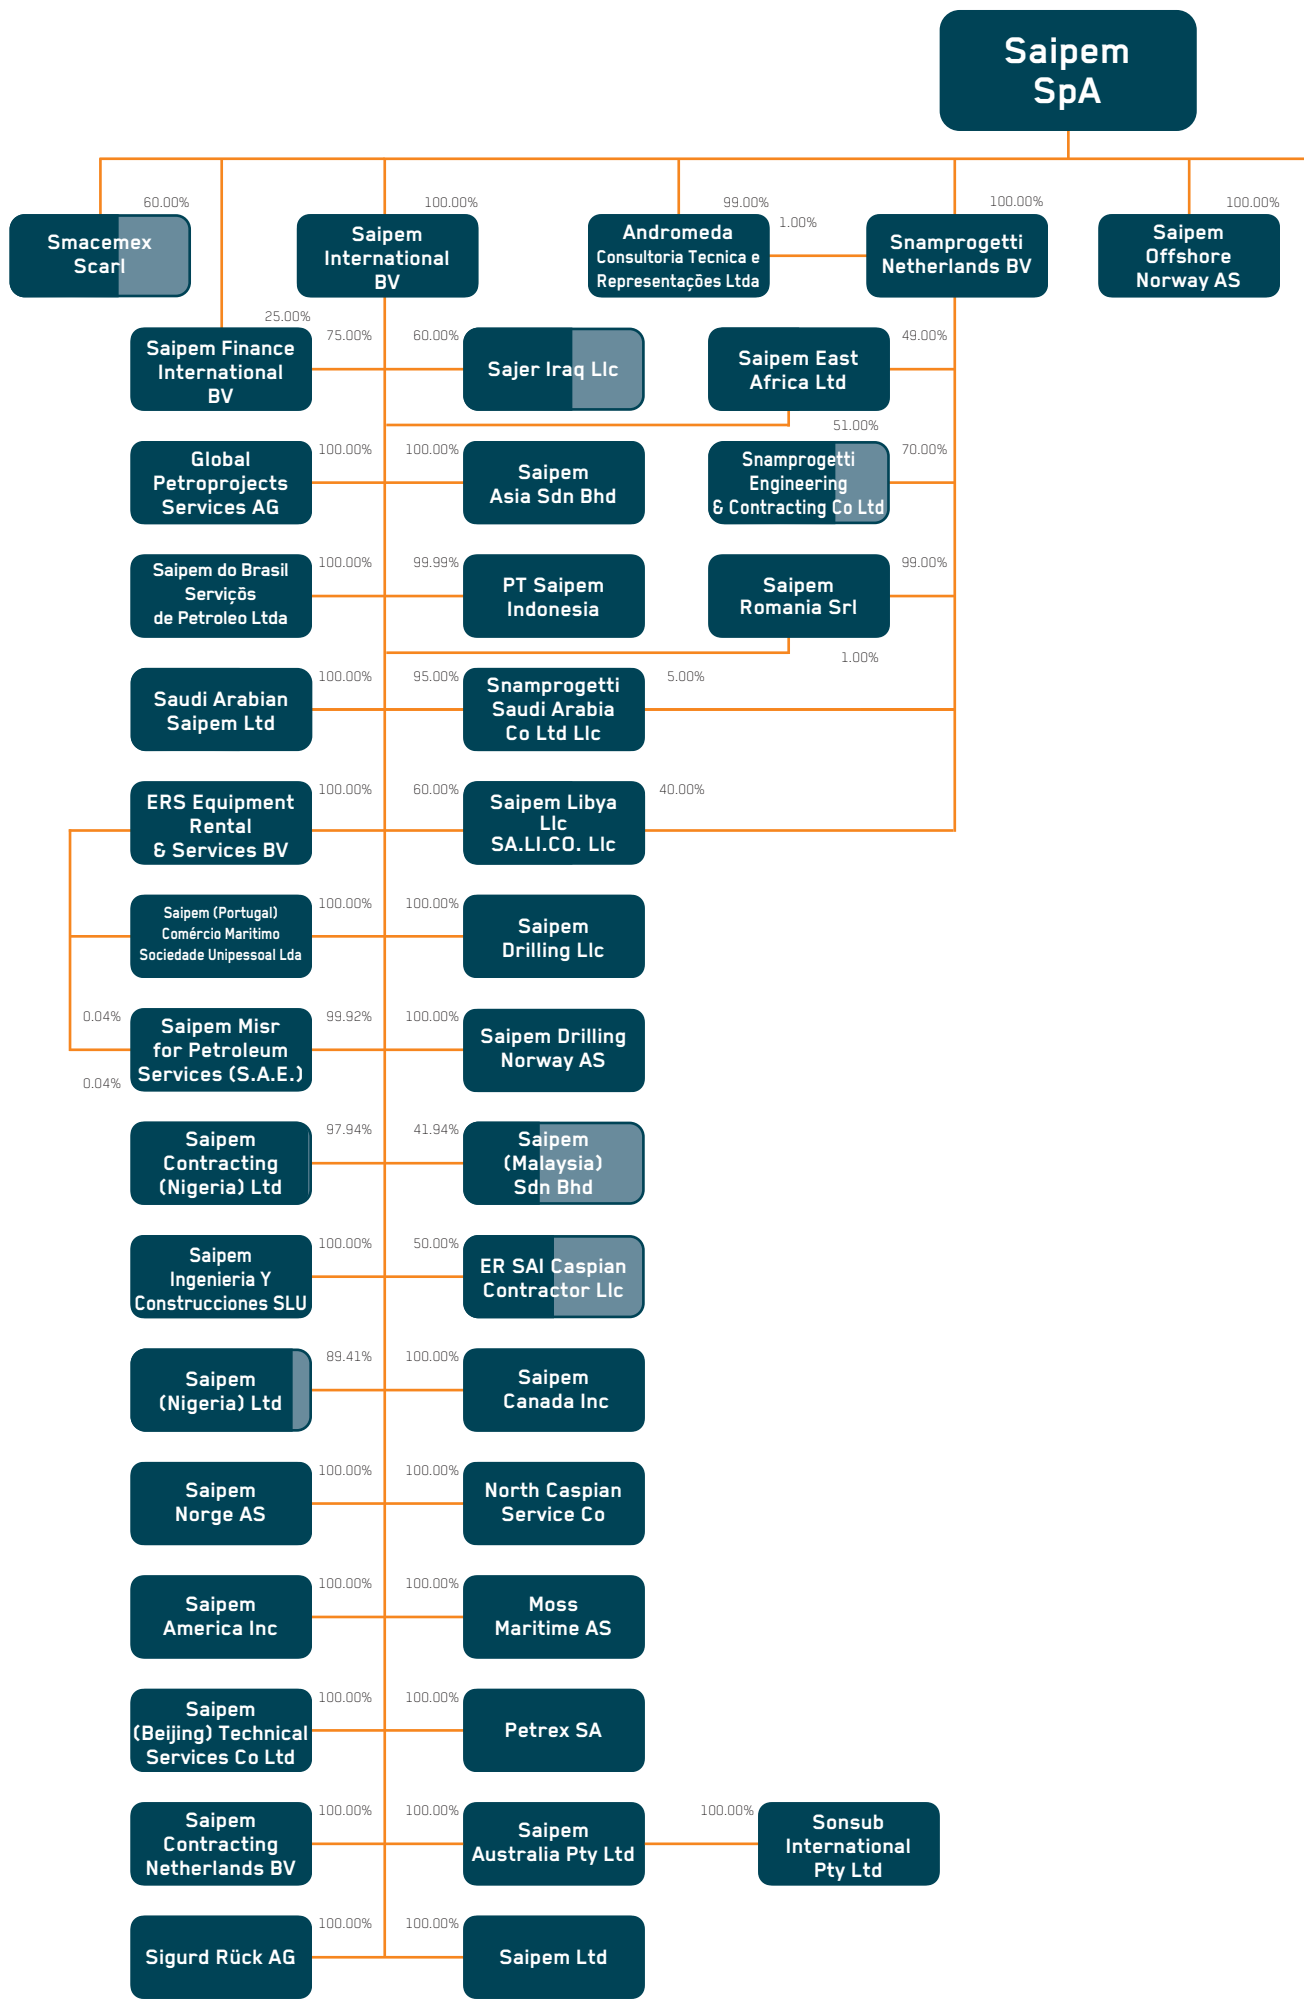 Saipem
SpA
60.00%
Smacemex
Scarl
100.00%
Saipem
International
BV
99.00%
Andromeda
Consultoria Tecnica e
Representações Ltda
1.00%
100.00%
Snamprogetti
Netherlands BV
100.00%
Saipem
Offshore
Norway AS
25.00%
Saipem Finance
International
BV
75.00%
60.00%
Sajer Iraq Llc
Saipem East
Africa Ltd
49.00%
51.00%
Global
Petroprojects
Services AG
100.00%
100.00%
Saipem
Asia Sdn Bhd
Snamprogetti
Engineering
& Contracting Co Ltd
70.00%
Saipem do Brasil
Serviçõs
de Petroleo Ltda
100.00%
99.99%
PT Saipem
Indonesia
Saipem
Romania Srl
99.00%
1.00%
Saudi Arabian
Saipem Ltd
100.00%
95.00%
Snamprogetti
Saudi Arabia
Co Ltd Llc
5.00%
ERS Equipment
Rental
& Services BV
100.00%
60.00%
Saipem Libya
Llc
SA.LI.CO. Llc
40.00%
Saipem (Portugal)
Comércio Maritimo
Sociedade Unipessoal Lda
100.00%
100.00%
Saipem
Drilling Llc
0.04%
0.04%
Saipem Misr
for Petroleum
Services (S.A.E.)
99.92%
100.00%
Saipem Drilling
Norway AS
Saipem
Contracting
(Nigeria) Ltd
97.94%
41.94%
Saipem
(Malaysia)
Sdn Bhd
Saipem
Ingenieria Y
Construcciones SLU
100.00%
50.00%
ER SAI Caspian
Contractor Llc
Saipem
(Nigeria) Ltd
89.41%
100.00%
Saipem
Canada Inc
Saipem
Norge AS
100.00%
100.00%
North Caspian
Service Co
Saipem
America Inc
100.00%
100.00%
Moss
Maritime AS
Saipem
(Beijing) Technical
Services Co Ltd
100.00%
100.00%
Petrex SA
Saipem
Contracting
Netherlands BV
100.00%
100.00%
Saipem
Australia Pty Ltd
100.00%
Sonsub
International
Pty Ltd
Sigurd Rück AG
100.00%
100.00%
Saipem Ltd